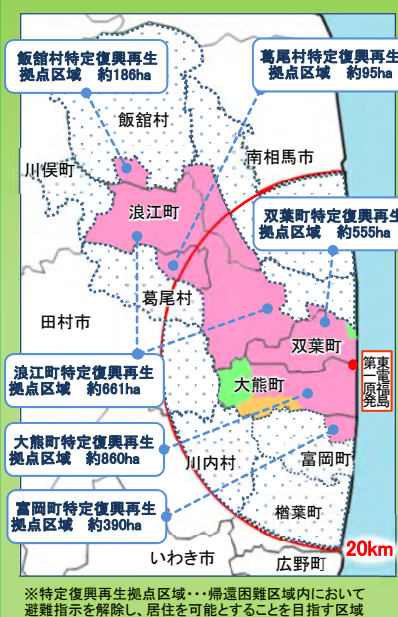 飯舘村特定復興再生
拠点区域　約186ha
葛尾村特定復興再生
拠点区域　約95ha
飯舘村
川俣町
南相馬市
浪江町
双葉町特定復興再生
拠点区域　約555ha
葛尾村
田村市
双葉町
浪江町特定復興再生
拠点区域　約661ha
大熊町
東電福島
第一原発
大熊町特定復興再生
拠点区域　約860ha
川内村
富岡町
富岡町特定復興再生
拠点区域　約390ha
楢葉町
20km
いわき市
広野町
※特定復興再生拠点区域・・・帰還困難区域内において
避難指示を解除し、居住を可能とすることを目指す区域